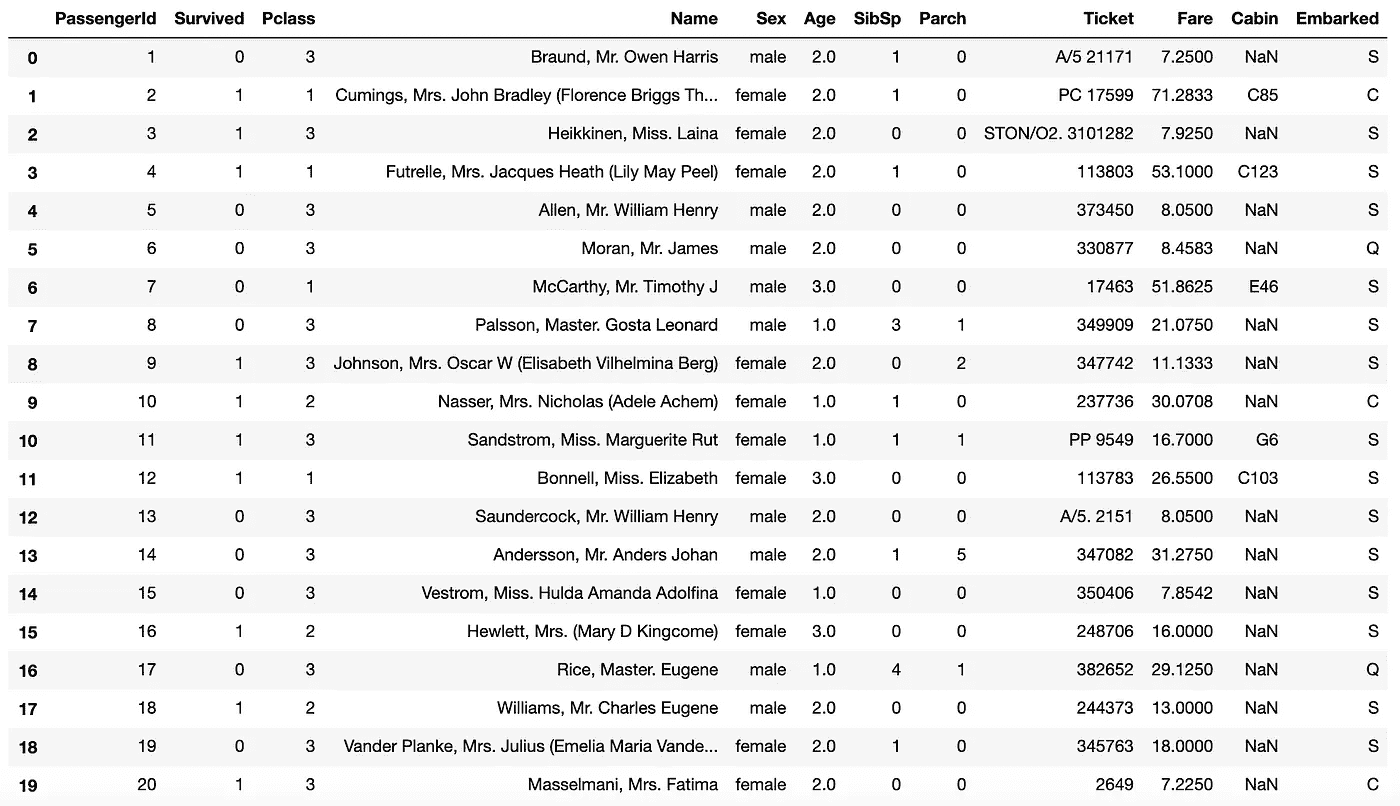 PassengerId Survived Pclass Name Sex Age SibSp Parch Ticket Fare Cabin Embarked
0 1 0 3 Braund, Mr. Owen Harris male 2.0 1 0 A/5 21171 7.2500 NaN S
1 2 1 1 Cumings, Mrs. John Bradley (Florence Briggs Th... female 2.0 1 0 PC 17599 71.2833 C85 C
2 3 1 3 Heikkinen, Miss. Laina female 2.0 0 0 STON/O2. 3101282 7.9250 NaN S
3 4 1 1 Futrelle, Mrs. Jacques Heath (Lily May Peel) female 2.0 1 0 113803 53.1000 C123 S
4 5 0 3 Allen, Mr. William Henry male 2.0 0 0 373450 8.0500 NaN S
5 6 0 3 Moran, Mr. James male 2.0 0 0 330877 8.4583 NaN Q
6 7 0 1 McCarthy, Mr. Timothy J male 3.0 0 0 17463 51.8625 E46 S
7 8 0 3 Palsson, Master. Gosta Leonard male 1.0 3 1 349909 21.0750 NaN S
8 9 1 3 Johnson, Mrs. Oscar W (Elisabeth Vilhelmina Berg) female 2.0 0 2 347742 11.1333 NaN S
9 10 1 2 Nasser, Mrs. Nicholas (Adele Achem) female 1.0 1 0 237736 30.0708 NaN C
10 11 1 3 Sandstrom, Miss. Marguerite Rut female 1.0 1 1 PP 9549 16.7000 G6 S
11 12 1 1 Bonnell, Miss. Elizabeth female 3.0 0 0 113783 26.5500 C103 S
12 13 0 3 Saundercock, Mr. William Henry male 2.0 0 0 A/5. 2151 8.0500 NaN S
13 14 0 3 Andersson, Mr. Anders Johan male 2.0 1 5 347082 31.2750 NaN S
14 15 0 3 Vestrom, Miss. Hulda Amanda Adolfina female 1.0 0 0 350406 7.8542 NaN S
15 16 1 2 Hewlett, Mrs. (Mary D Kingcome) female 3.0 0 0 248706 16.0000 NaN S
16 17 0 3 Rice, Master. Eugene male 1.0 4 1 382652 29.1250 NaN Q
17 18 1 2 Williams, Mr. Charles Eugene male 2.0 0 0 244373 13.0000 NaN S
18 19 0 3 Vander Planke, Mrs. Julius (Emelia Maria Vande... female 2.0 1 0 345763 18.0000 NaN S
19 20 1 3 Masselmani, Mrs. Fatima female 2.0 0 0 2649 7.2250 NaN C